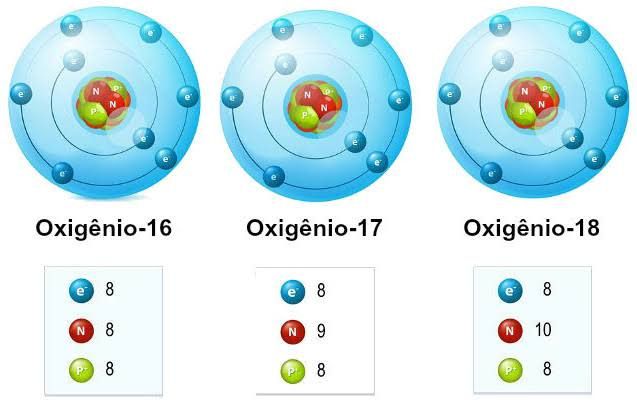 e⁻ e⁻ e⁻ e⁻ e⁻ e⁻ e⁻ e⁻ N P⁺ N P⁺
e⁻ e⁻ e⁻ e⁻ e⁻ e⁻ e⁻ e⁻ N P⁺ N P⁺
e⁻ e⁻ e⁻ e⁻ e⁻ e⁻ e⁻ e⁻ N P⁺ N P⁺
Oxigênio-16 Oxigênio-17 Oxigênio-18
e⁻ 8
N 8
P⁺ 8
e⁻ 8
N 9
P⁺ 8
e⁻ 8
N 10
P⁺ 8